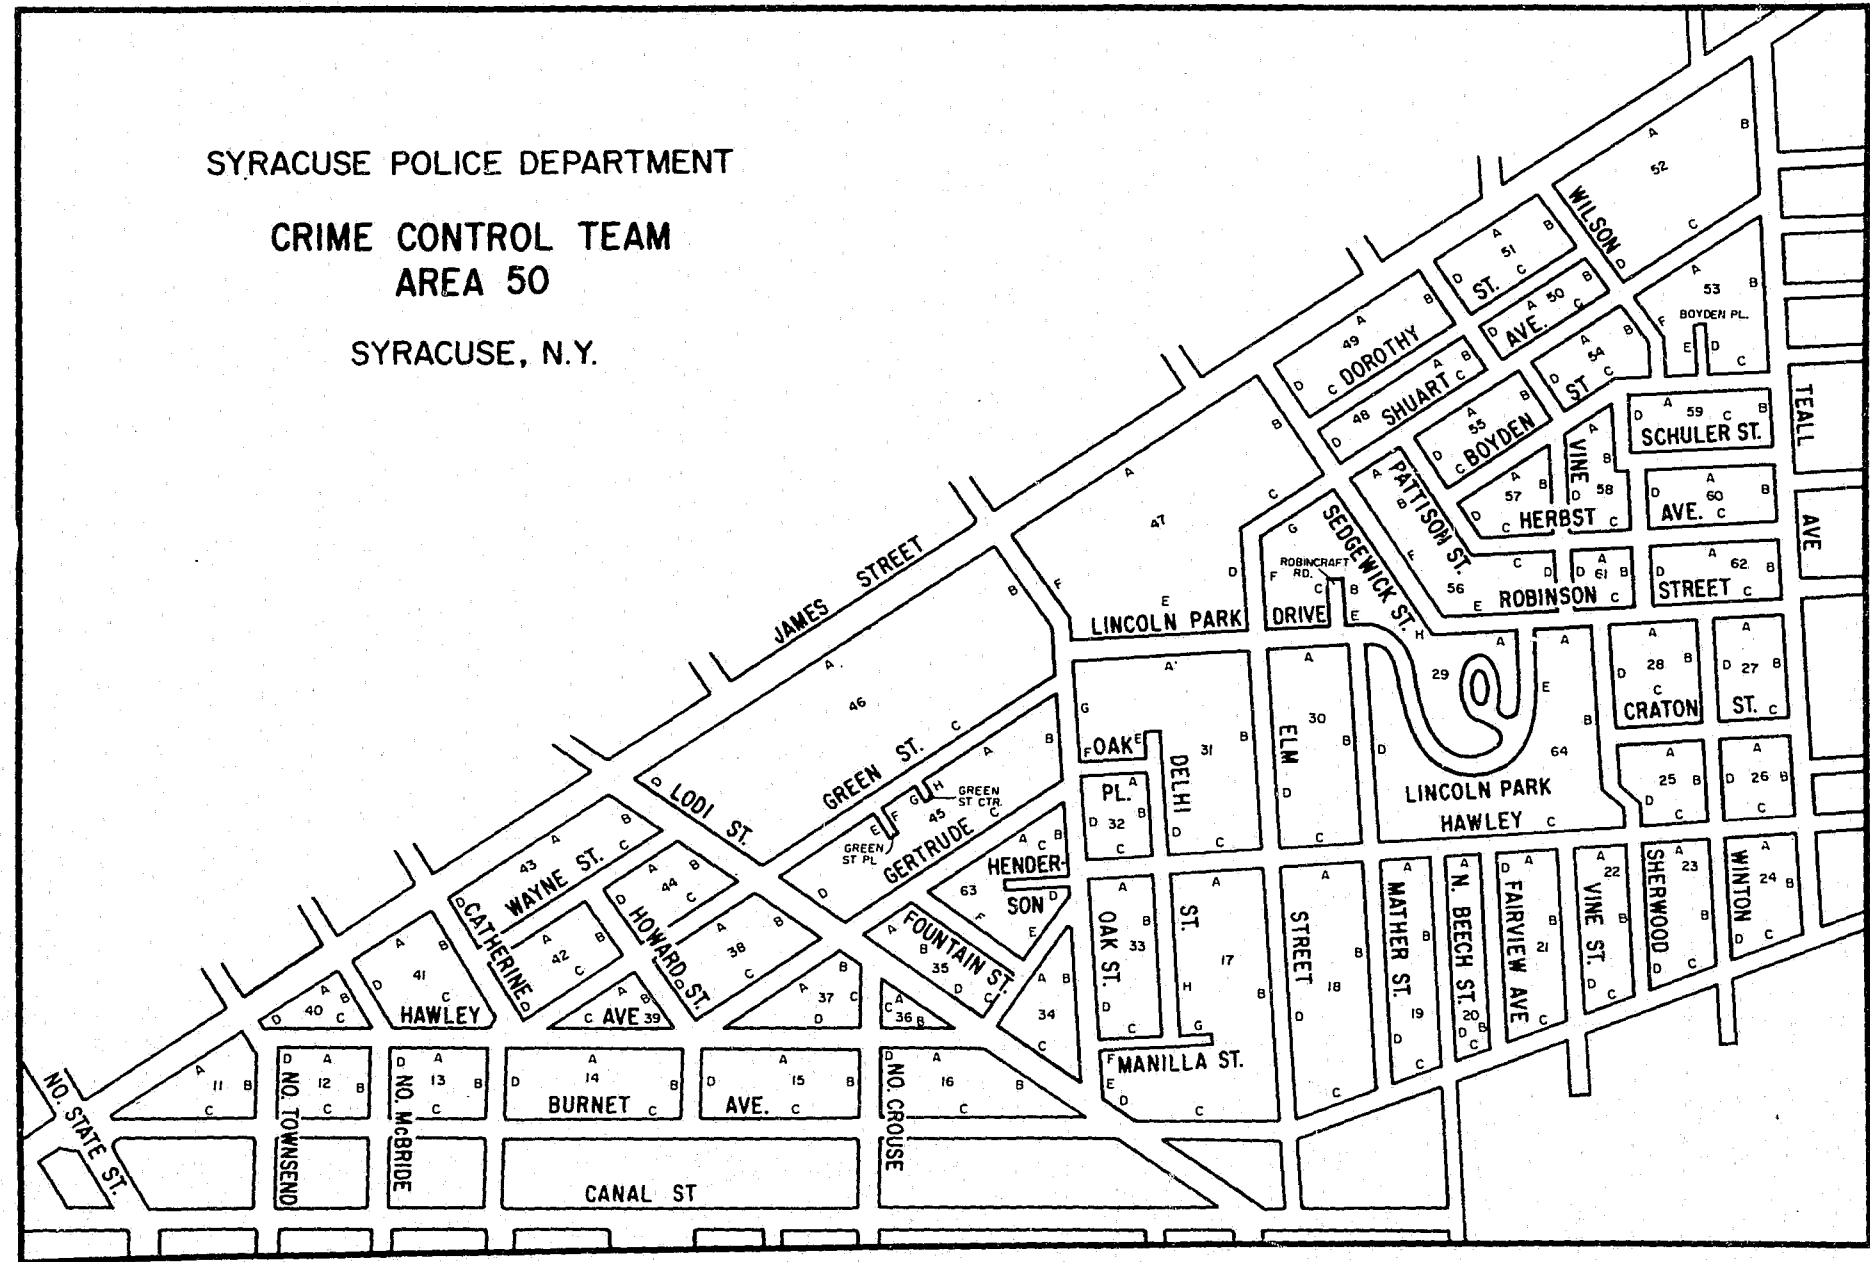 SYRACUSE POLICE DEPARTMENT
CRIME CONTROL TEAM
AREA 50
SYRACUSE, N.Y.
A
B
52
C
D
WILSON
A
B
51
C
D
ST.
A
B
50
C
D
AVE.
A
B
53
BOYDEN PL.
F
E
D
C
A
B
49
C
D
DOROTHY
A
B
48
C
D
SHUART
A
B
54
C
D
ST
A
B
55
C
D
BOYDEN
A
B
59
C
D
SCHULER ST.
TEALL
AVE
A
B
47
C
D
E
F
A
B
PATTISON ST.
C
D
56
E
F
A
B
57
C
D
HERBST
VINE
A
B
58
C
D
A
B
60
C
D
AVE.
A
B
61
C
D
ROBINSON
A
B
62
C
D
STREET
SEDGEWICK ST.
G
F
ROBINCRAFT
RD.
C
B
E
H
LINCOLN PARK
DRIVE
JAMES STREET
A
B
46
C
D
LODI ST.
GREEN ST.
A
B
45
C
D
E
F
G
H
GREEN
ST CTR.
GREEN
ST PL
GERTRUDE
A
29
D
A
E
B
64
C
LINCOLN PARK
HAWLEY
A
B
28
C
D
CRATON
A
B
27
C
D
ST.
A
B
25
C
D
A
B
26
C
D
A
G
F
OAK
E
31
B
D
C
DELHI
A
B
30
C
D
ELM
PL.
A
B
32
C
D
A
B
43
C
D
WAYNE ST.
CATHERINE
A
B
44
C
D
HOWARD ST.
A
B
42
C
D
A
B
38
C
D
A
C
B
HENDER-
SON
63
D
E
F
FOUNTAIN ST.
A
B
35
C
D
A
B
34
C
A
B
33
C
D
OAK ST.
ST.
A
B
17
C
D
E
F
G
H
MANILLA ST.
STREET
A
B
18
C
D
MATHER ST.
A
B
19
C
D
N. BEECH ST.
A
B
20
C
D
FAIRVIEW AVE
D
A
B
21
C
VINE ST.
A
22
B
C
D
SHERWOOD
A
23
B
C
D
WINTON
A
24
B
C
D
A
B
41
C
D
HAWLEY
A
B
40
C
D
A
B
C
AVE 39
A
B
37
C
D
A
C
36
B
NO. STATE ST.
A
11
B
C
NO. TOWNSEND
D
A
12
B
C
NO. McBRIDE
D
A
13
B
C
A
14
D
B
BURNET
C
A
15
D
B
AVE.
C
NO. CROUSE
D
A
16
B
C
CANAL ST